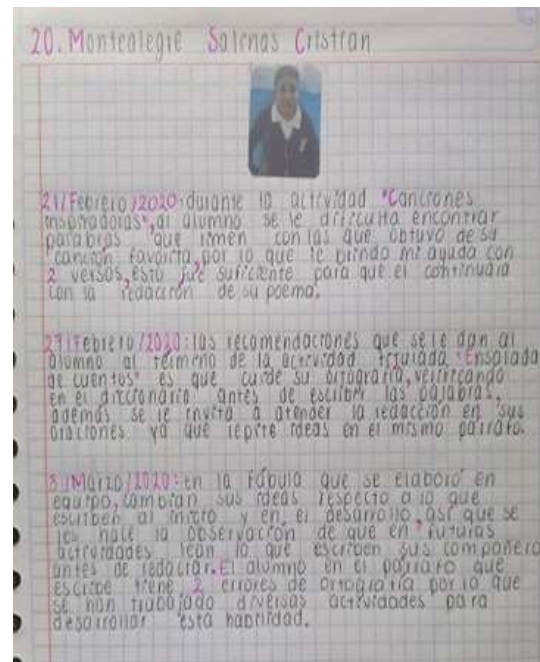 20. Montealegre Salinas Cristian
21/Febrero/2020: durante la actividad "Canciones
inspiradoras", al alumno se le dificulta encontrar
palabras que rimen con las que obtuvo de su
canción favorita, por lo que le brindo mi ayuda con
2 versos, esto fue suficiente para que el continuara
con la redacción de su poema.
27/Febrero/2020: las recomendaciones que se le dan al
alumno al término de la actividad titulada "Ensalada
de cuentos" es que cuide su ortografía, verificando
en el diccionario antes de escribir las palabras,
además se le invita a atender la redacción en sus
oraciones ya que repite ideas en el mismo párrafo.
5/Marzo/2020: en la fábula que se elaboró en
equipo, cambian sus ideas respecto a lo que
escriben al inicio y en el desarrollo, así que se
les hace la observación de que en futuras
actividades lean lo que escriben sus compañero
antes de redactar. El alumno en el párrafo que
escribe tiene 2 errores de ortografía por lo que
se han trabajado diversas actividades para
desarrollar esta habilidad.